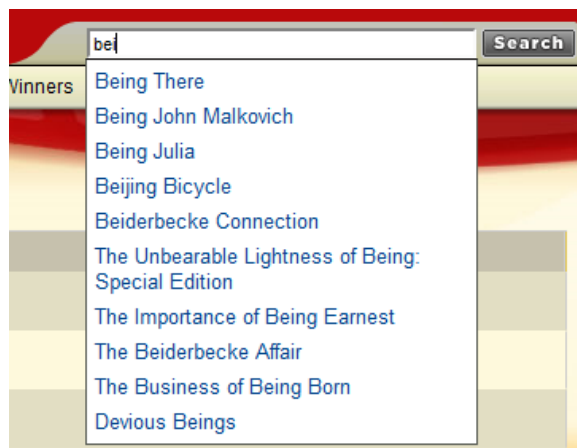 bei
Search
Winners
Being There
Being John Malkovich
Being Julia
Beijing Bicycle
Beiderbecke Connection
The Unbearable Lightness of Being:
Special Edition
The Importance of Being Earnest
The Beiderbecke Affair
The Business of Being Born
Devious Beings